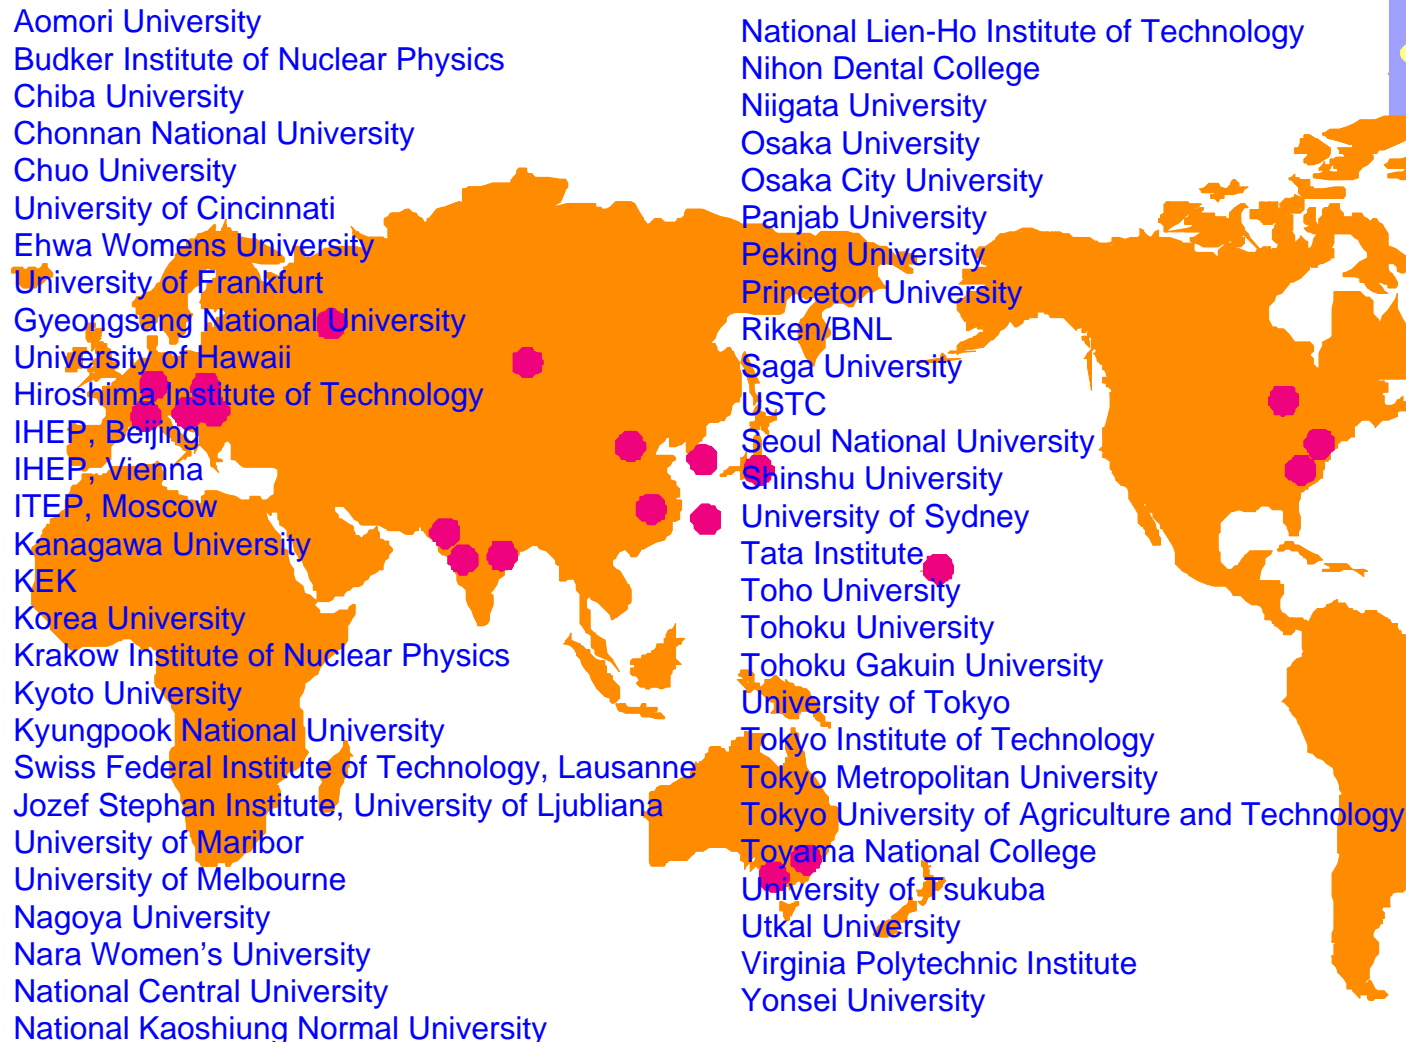 Aomori University
Budker Institute of Nuclear Physics
Chiba University
Chonnan National University
Chuo University
University of Cincinnati
Ehwa Womens University
University of Frankfurt
Gyeongsang National University
University of Hawaii
Hiroshima Institute of Technology
IHEP, Beijing
IHEP, Vienna
ITEP, Moscow
Kanagawa University
KEK
Korea University
Krakow Institute of Nuclear Physics
Kyoto University
Kyungpook National University
Swiss Federal Institute of Technology, Lausanne
Jozef Stephan Institute, University of Ljubliana
University of Maribor
University of Melbourne
Nagoya University
Nara Women's University
National Central University
National Kaoshiung Normal University
National Lien-Ho Institute of Technology
Nihon Dental College
Niigata University
Osaka University
Osaka City University
Panjab University
Peking University
Princeton University
Riken/BNL
Saga University
USTC
Seoul National University
Shinshu University
University of Sydney
Tata Institute
Toho University
Tohoku University
Tohoku Gakuin University
University of Tokyo
Tokyo Institute of Technology
Tokyo Metropolitan University
Tokyo University of Agriculture and Technology
Toyama National College
University of Tsukuba
Utkal University
Virginia Polytechnic Institute
Yonsei University